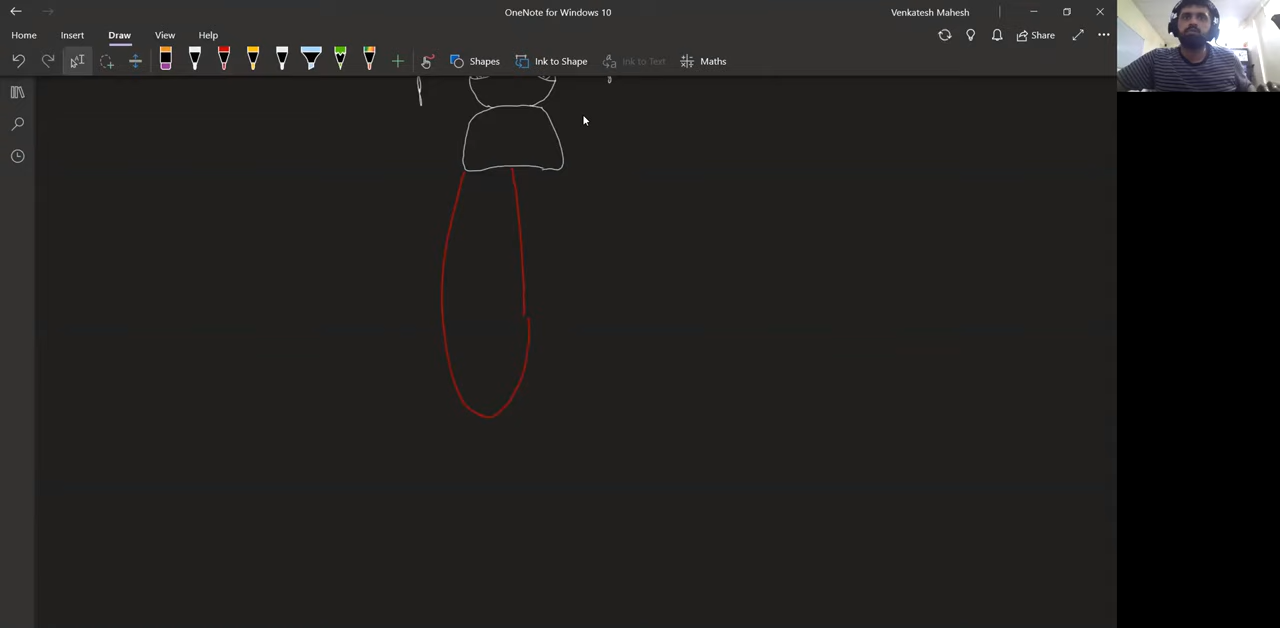 OneNote for Windows 10
Venkatesh Mahesh
Home
Insert
Draw
View
Help
Share
Shapes
Ink to Shape
Ink to Text
Maths